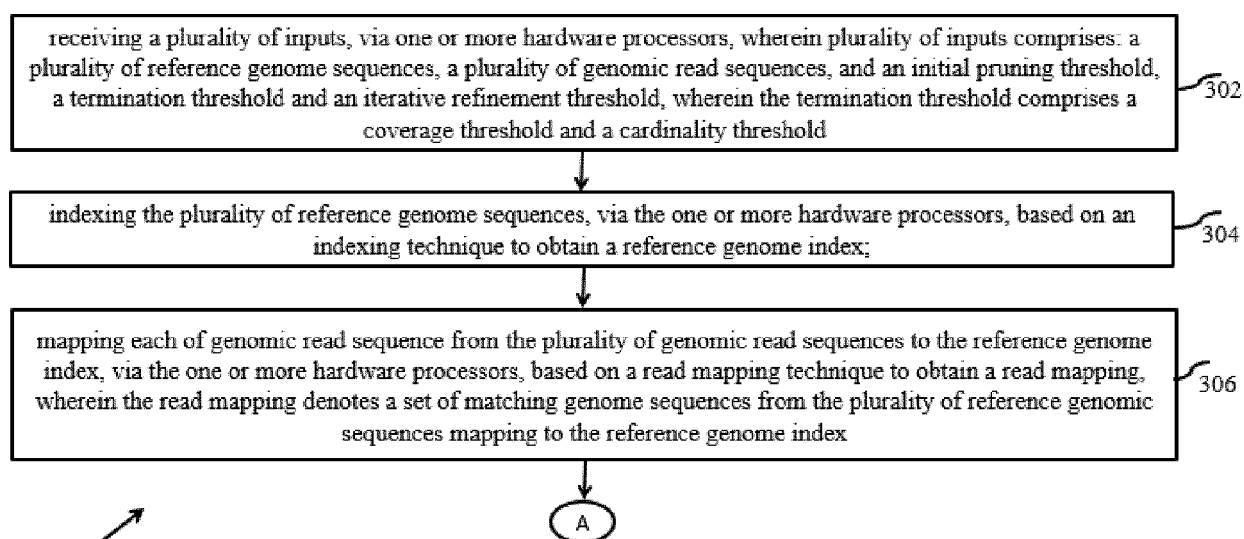 receiving a plurality of inputs, via one or more hardware processors, wherein plurality of inputs comprises: a
plurality of reference genome sequences, a plurality of genomic read sequences, and an initial pruning threshold,
a termination threshold and an iterative refinement threshold, wherein the termination threshold comprises a
coverage threshold and a cardinality threshold
302
indexing the plurality of reference genome sequences, via the one or more hardware processors, based on an
indexing technique to obtain a reference genome index;
304
mapping each of genomic read sequence from the plurality of genomic read sequences to the reference genome
index, via the one or more hardware processors, based on a read mapping technique to obtain a read mapping,
wherein the read mapping denotes a set of matching genome sequences from the plurality of reference genomic
sequences mapping to the reference genome index
306
A